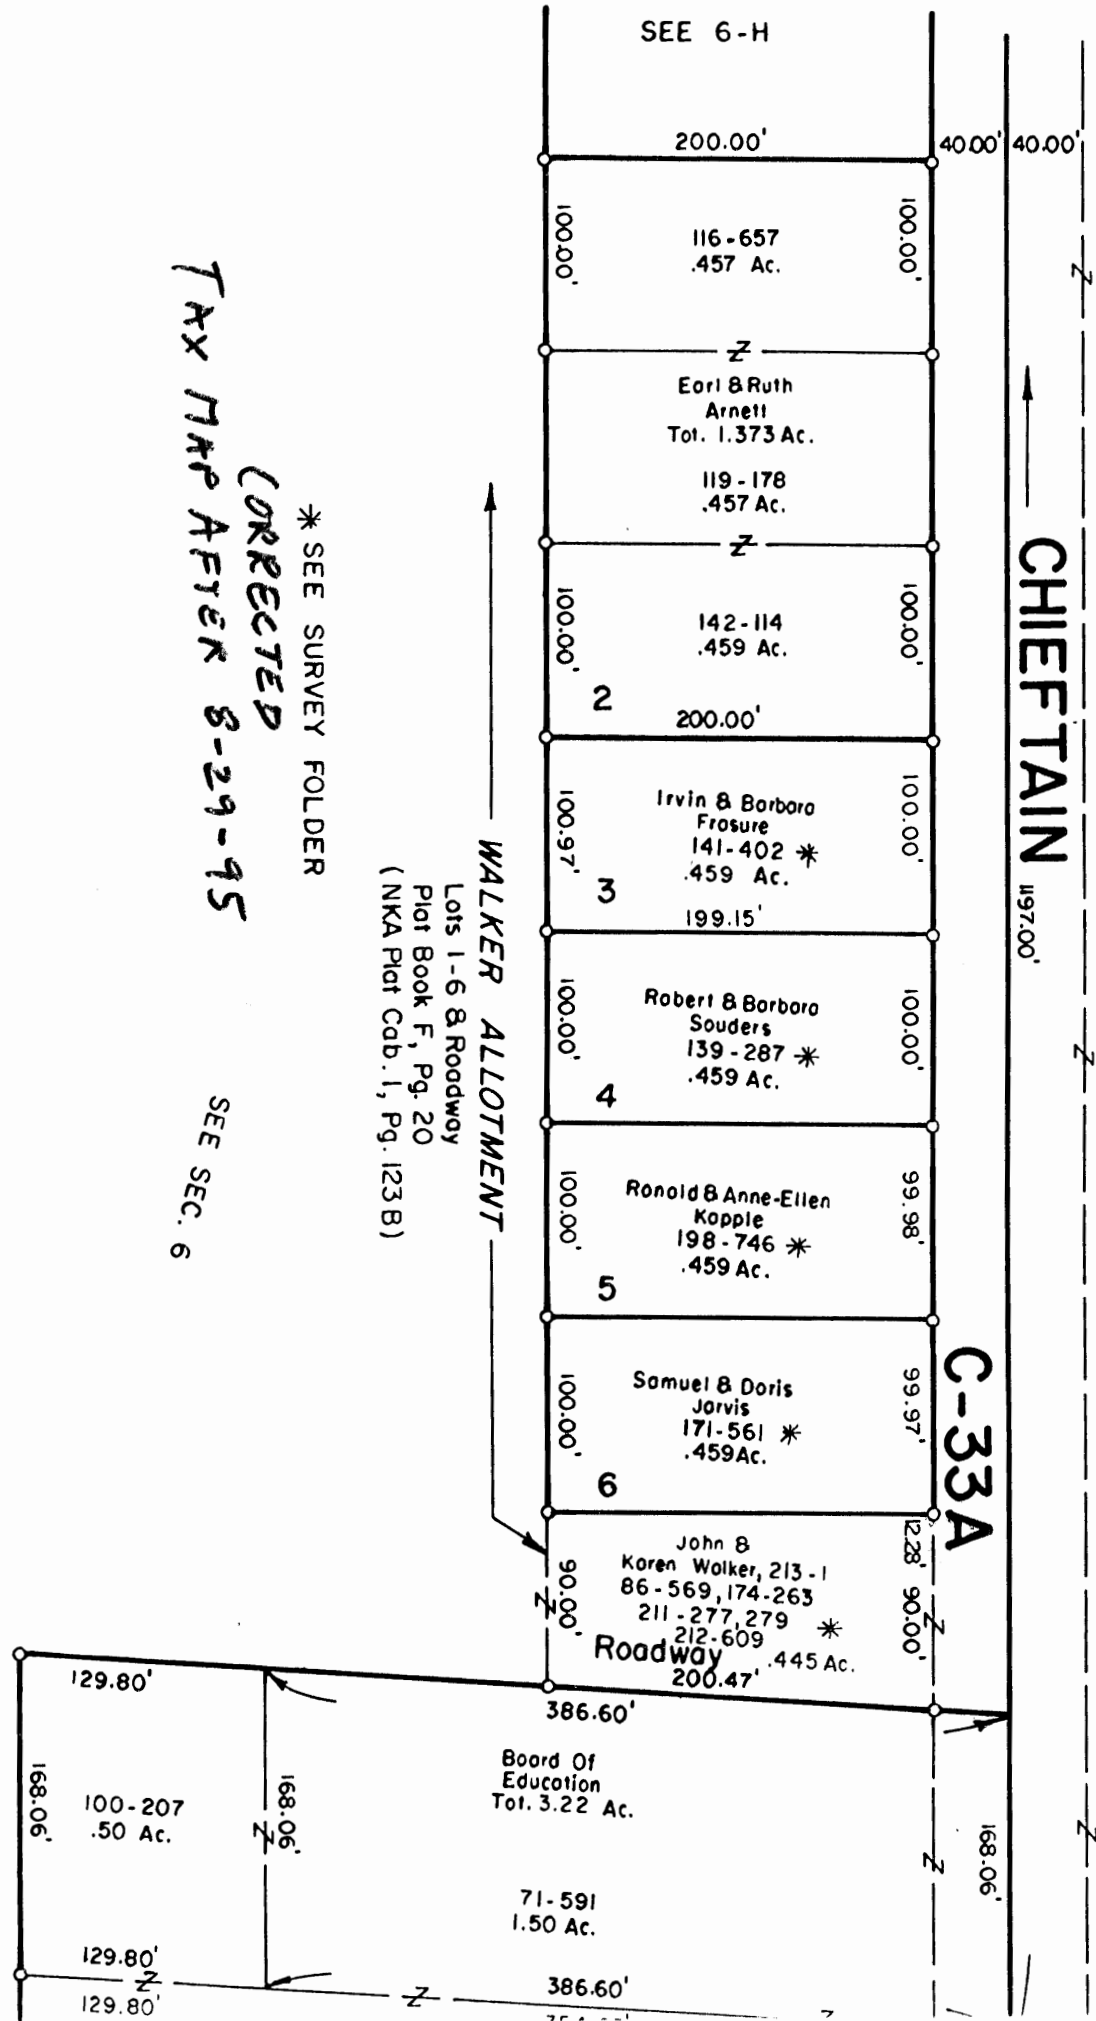 SEE 6-H
200.00'
40.00'
40.00'
100.00'
116-657
.457 Ac.
100.00'
Earl & Ruth
Arnett
Tot. 1.373 Ac.
119-178
.457 Ac.
CHIEFTAIN
1197.00'
100.00'
142-114
.459 Ac.
100.00'
2
200.00'
100.97'
Irvin & Barbara
Frasure
141-402 *
.459 Ac.
100.00'
3
199.15'
100.00'
Robert & Barbara
Souders
139-287 *
.459 Ac.
100.00'
4
100.00'
Ronald & Anne-Ellen
Kapple
198-746 *
.459 Ac.
99.98'
5
100.00'
Samuel & Doris
Jarvis
171-561 *
.459 Ac.
99.97'
6
C-33A
12.28'
90.00'
90.00'
John &
Karen Walker, 213-1
86-569, 174-263
211-277, 279 *
212-609
.445 Ac.
Roadway
200.47'
WALKER ALLOTMENT
Lots 1-6 & Roadway
Plat Book F, Pg. 20
(NKA Plat Cab. 1, Pg. 123B)
* SEE SURVEY FOLDER
CORRECTED
TAX MAP AFTER 8-29-95
SEE SEC. 6
129.80'
386.60'
168.06'
100-207
.50 Ac.
168.06'
Board Of
Education
Tot. 3.22 Ac.
71-591
1.50 Ac.
168.06'
129.80'
386.60'
129.80'